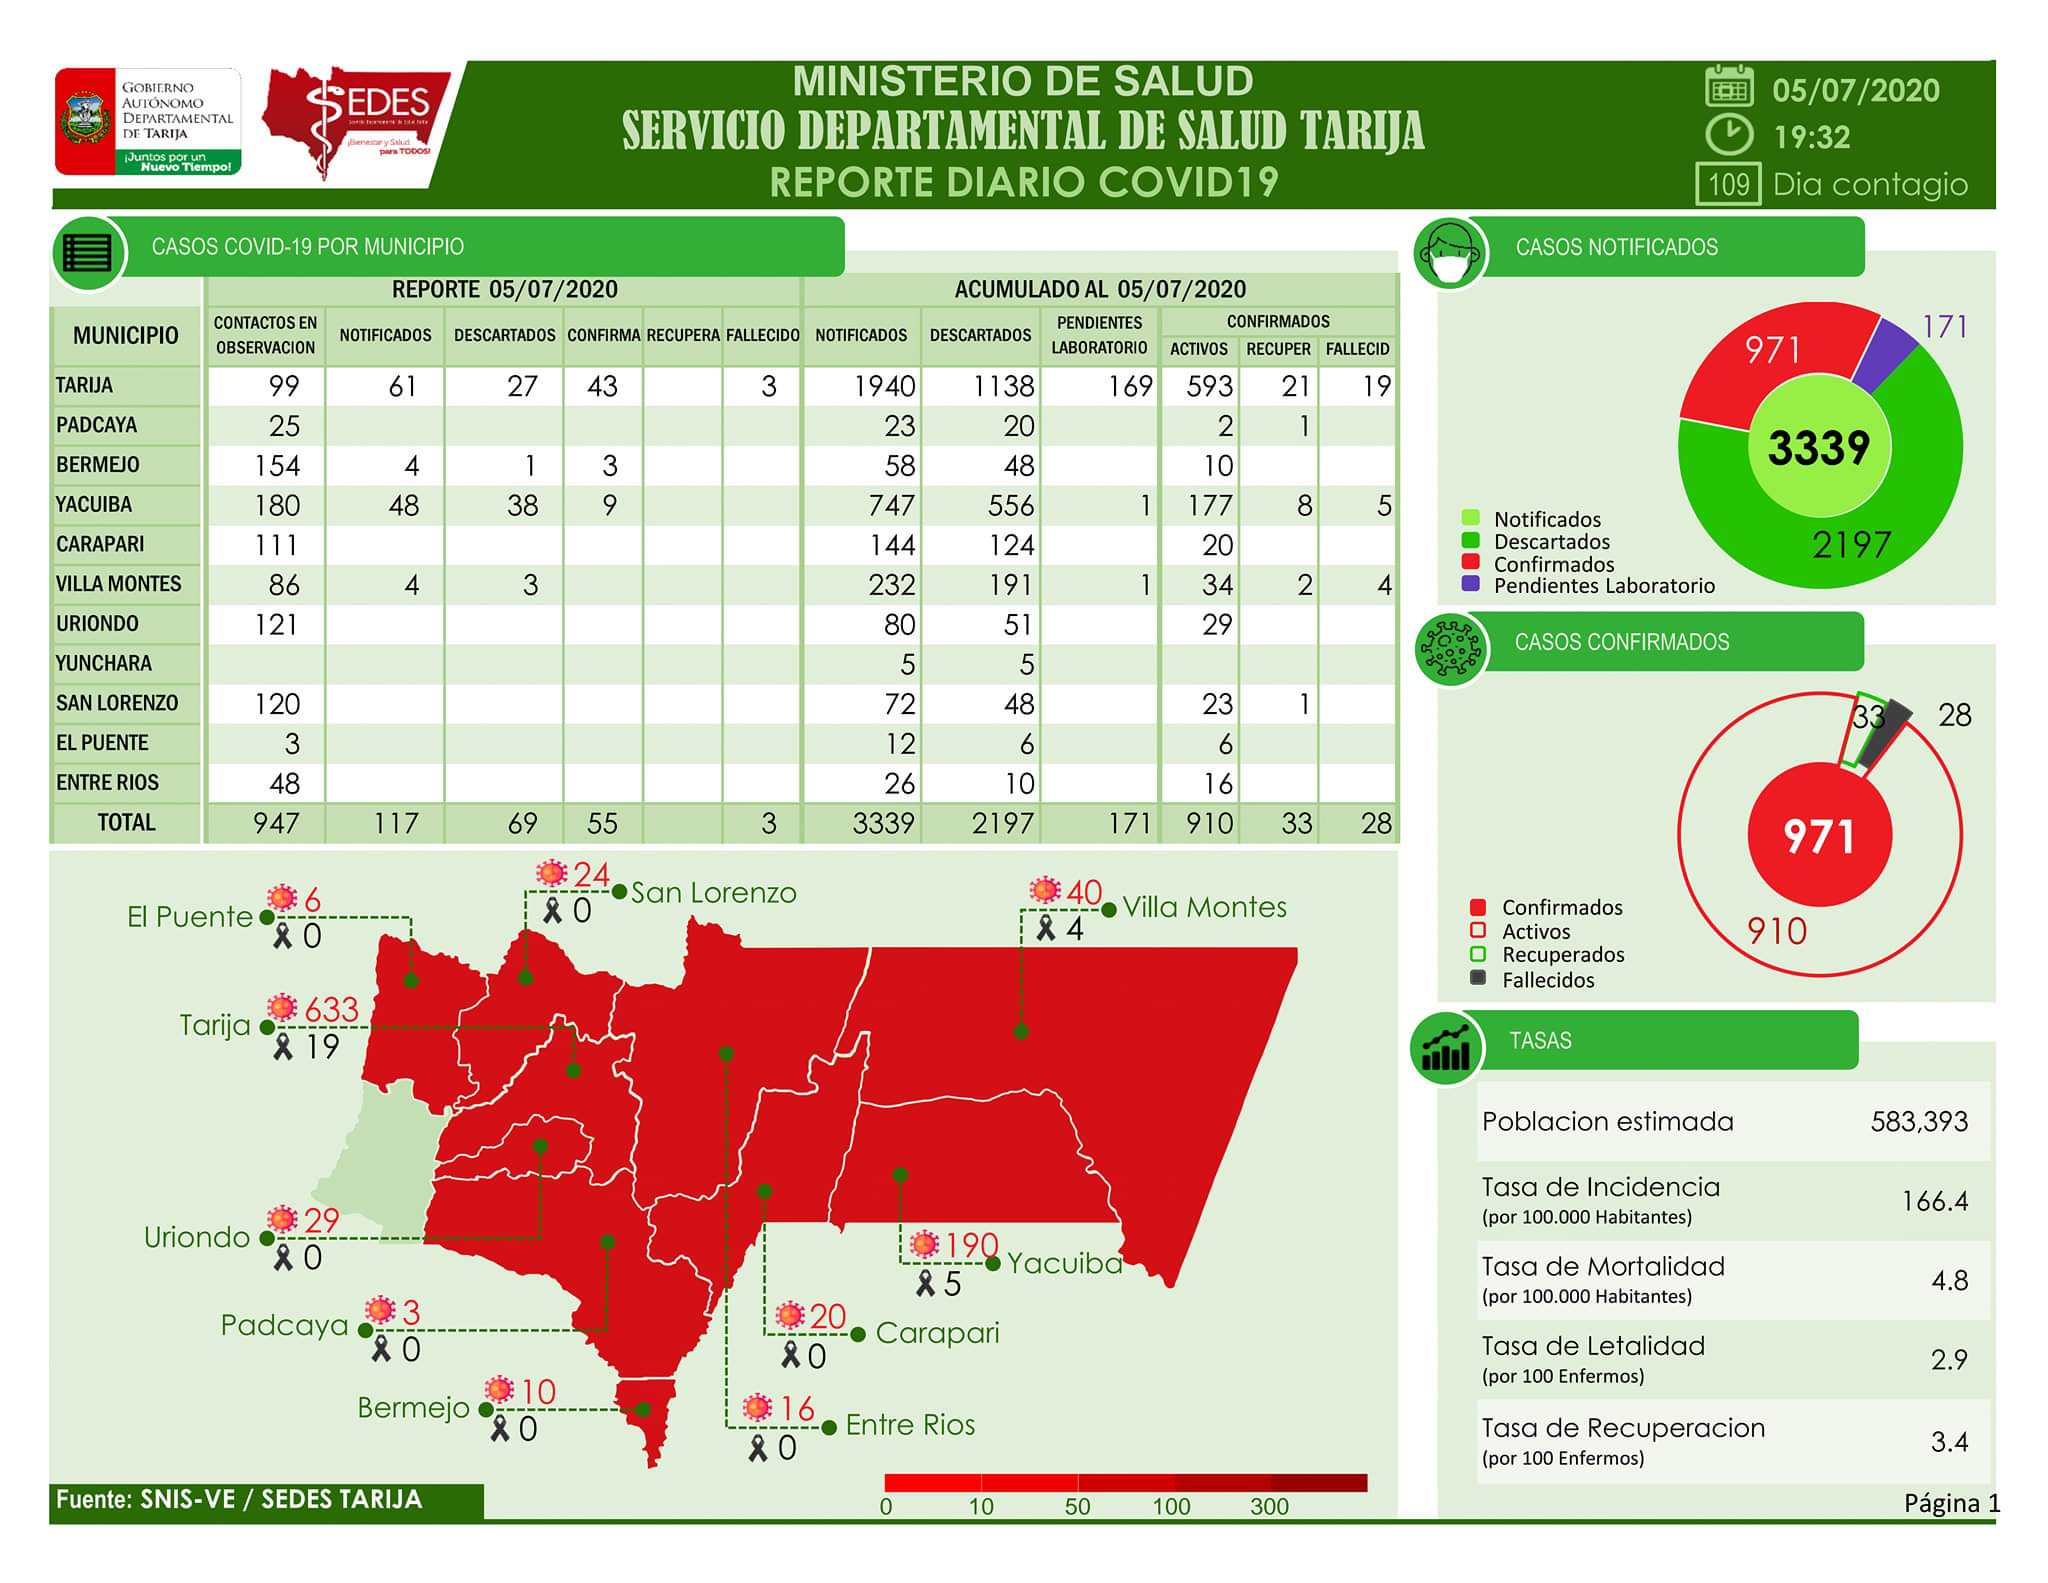 GOBIERNO
AUTÓNOMO
DEPARTAMENTAL
DE TARIJA
¡Juntos por un
Nuevo Tiempo!
SEDES
¡Bienestar y Salud
para TODOS!
MINISTERIO DE SALUD
SERVICIO DEPARTAMENTAL DE SALUD TARIJA
REPORTE DIARIO COVID19
05/07/2020
19:32
109 Dia contagio
CASOS COVID-19 POR MUNICIPIO
REPORTE 05/07/2020 ACUMULADO AL 05/07/2020
MUNICIPIO CONTACTOS EN OBSERVACION NOTIFICADOS DESCARTADOS CONFIRMA RECUPERA FALLECIDO NOTIFICADOS DESCARTADOS PENDIENTES LABORATORIO CONFIRMADOS
ACTIVOS RECUPER FALLECID
TARIJA 99 61 27 43 3 1940 1138 169 593 21 19
PADCAYA 25 23 20 2 1
BERMEJO 154 4 1 3 58 48 10
YACUIBA 180 48 38 9 747 556 1 177 8 5
CARAPARI 111 144 124 20
VILLA MONTES 86 4 3 232 191 1 34 2 4
URIONDO 121 80 51 29
YUNCHARA 5 5
SAN LORENZO 120 72 48 23 1
EL PUENTE 3 12 6 6
ENTRE RIOS 48 26 10 16
TOTAL 947 117 69 55 3 3339 2197 171 910 33 28
El Puente 6
0
24 San Lorenzo
0
40 Villa Montes
4
Tarija 633
19
Uriondo 29
0
190 Yacuiba
5
Padcaya 3
0
20 Carapari
0
Bermejo 10
0
16 Entre Rios
0
0 10 50 100 300
Fuente: SNIS-VE / SEDES TARIJA
CASOS NOTIFICADOS
971
171
3339
2197
Notificados
Descartados
Confirmados
Pendientes Laboratorio
CASOS CONFIRMADOS
33
28
971
910
Confirmados
Activos
Recuperados
Fallecidos
TASAS
Poblacion estimada 583,393
Tasa de Incidencia 166.4
(por 100.000 Habitantes)
Tasa de Mortalidad 4.8
(por 100.000 Habitantes)
Tasa de Letalidad 2.9
(por 100 Enfermos)
Tasa de Recuperacion 3.4
(por 100 Enfermos)
Página 1